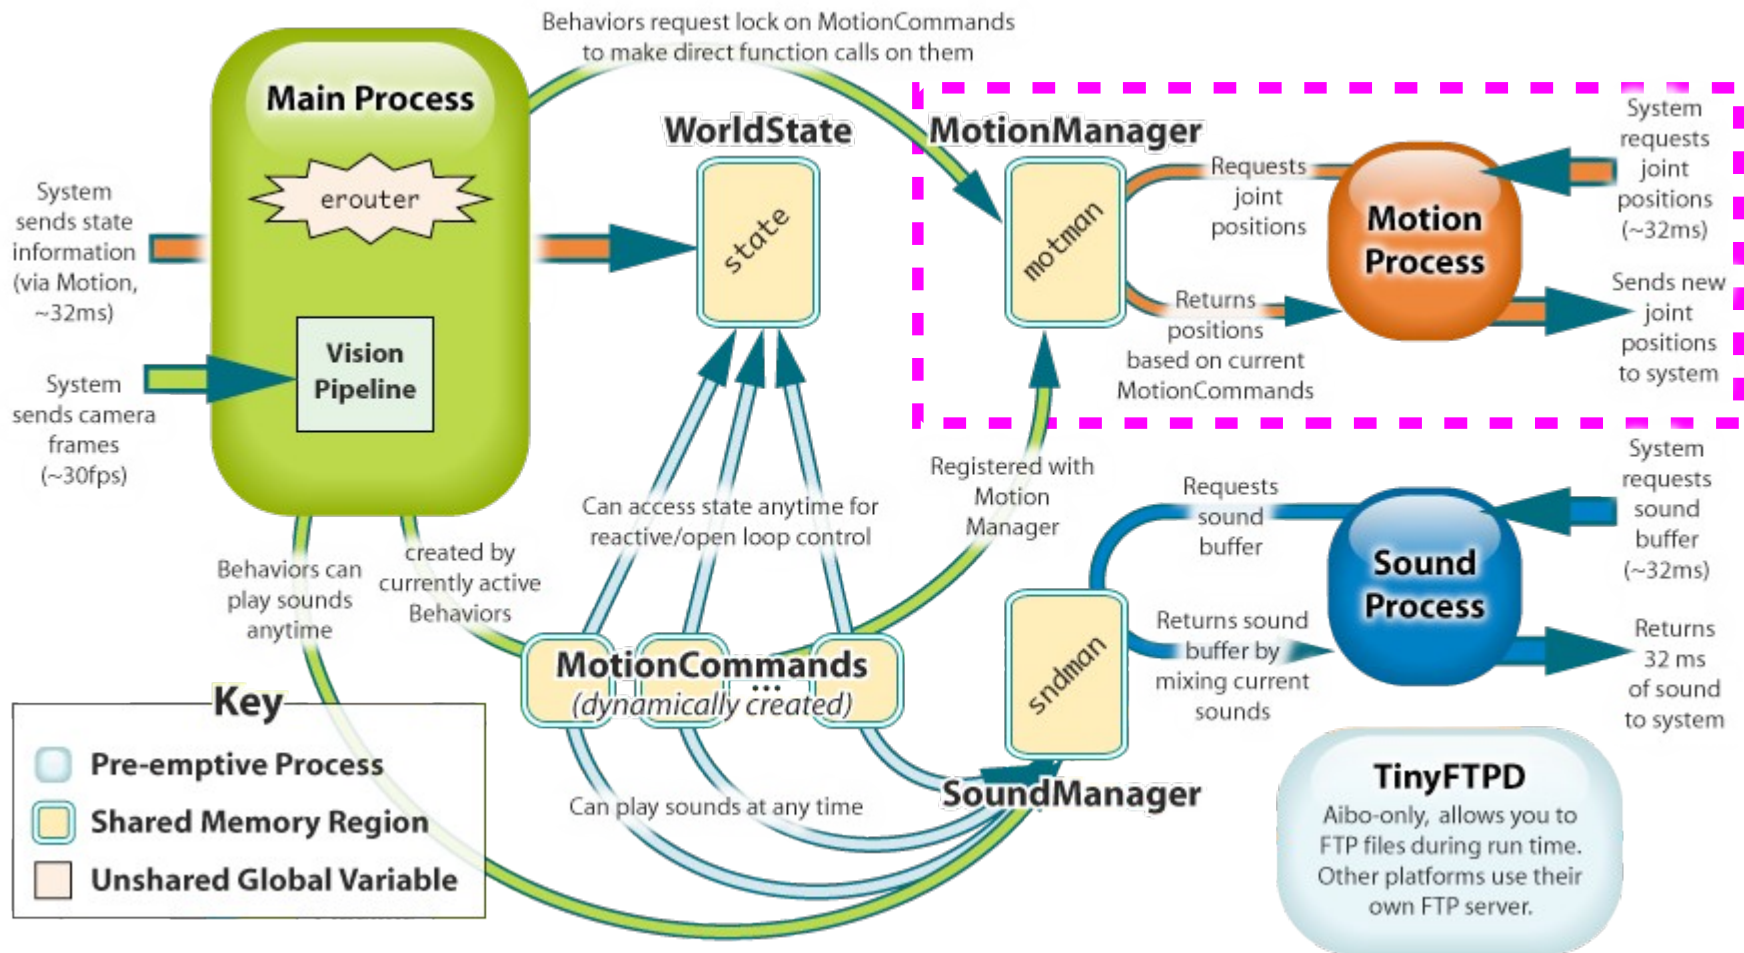 Behaviors request lock on MotionCommands
to make direct function calls on them
Main Process
erouter
Vision
Pipeline
System
sends state
information
(via Motion,
~32ms)
System
sends camera
frames
(~30fps)
WorldState
state
MotionManager
motman
Requests
joint
positions
Returns
positions
based on current
MotionCommands
Motion
Process
System
requests
joint
positions
(~32ms)
Sends new
joint
positions
to system
Can access state anytime for
reactive/open loop control
Registered with
Motion
Manager
Behaviors can
play sounds
anytime
created by
currently active
Behaviors
MotionCommands
...
(dynamically created)
Can play sounds at any time
sndman
SoundManager
Requests
sound
buffer
Returns sound
buffer by
mixing current
sounds
Sound
Process
System
requests
sound
buffer
(~32ms)
Returns
32 ms
of sound
to system
Key
Pre-emptive Process
Shared Memory Region
Unshared Global Variable
TinyFTPD
Aibo-only, allows you to
FTP files during run time.
Other platforms use their
own FTP server.